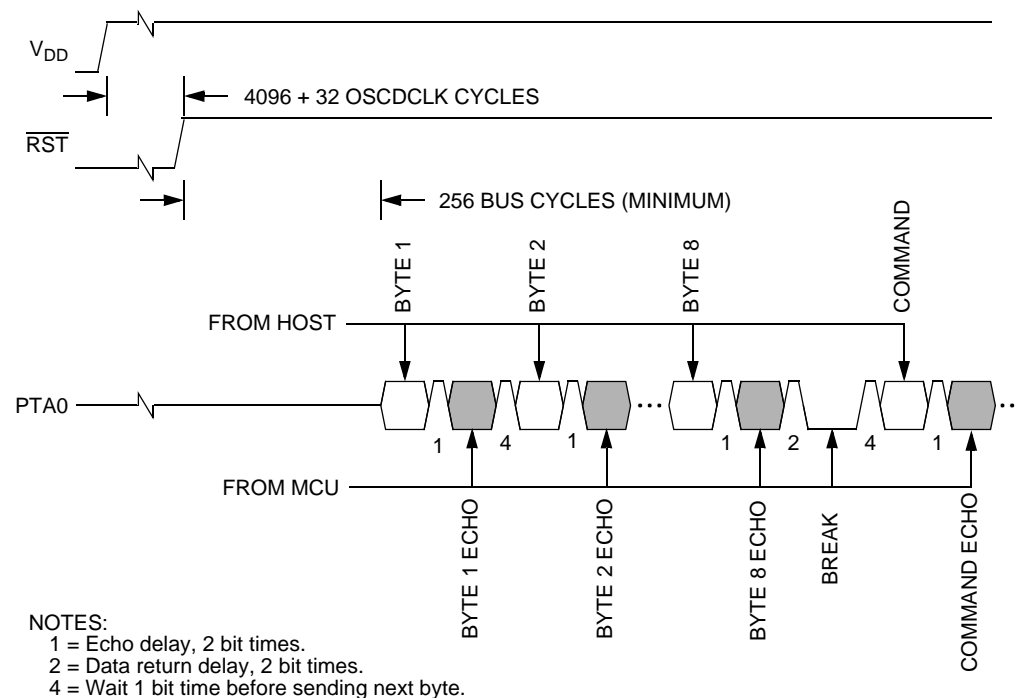 VDD
4096 + 32 OSCDCLK CYCLES
RST
256 BUS CYCLES (MINIMUM)
BYTE 1
BYTE 2
BYTE 8
COMMAND
FROM HOST
PTA0
...
...
1
4
1
1
2
4
1
FROM MCU
BYTE 1 ECHO
BYTE 2 ECHO
BYTE 8 ECHO
BREAK
COMMAND ECHO
NOTES:
1 = Echo delay, 2 bit times.
2 = Data return delay, 2 bit times.
4 = Wait 1 bit time before sending next byte.